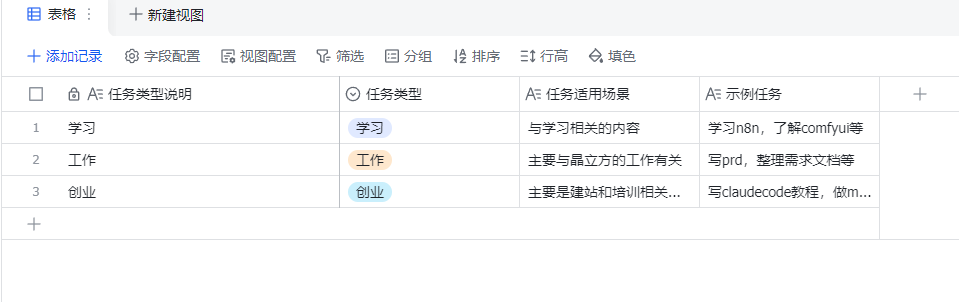 表格
新建视图
添加记录 字段配置 视图配置 筛选 分组 排序 行高 填色
任务类型说明 任务类型 任务适用场景 示例任务
1 学习 学习 与学习相关的内容 学习n8n，了解comfyui等
2 工作 工作 主要与晶立方的工作有关 写prd，整理需求文档等
3 创业 创业 主要是建站和培训相关... 写claudecode教程，做m...